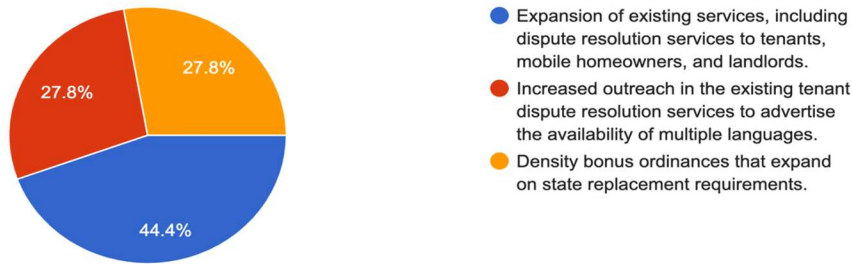 27.8%
27.8%
44.4%
Expansion of existing services, including
dispute resolution services to tenants,
mobile homeowners, and landlords.
Increased outreach in the existing tenant
dispute resolution services to advertise
the availability of multiple languages.
Density bonus ordinances that expand
on state replacement requirements.